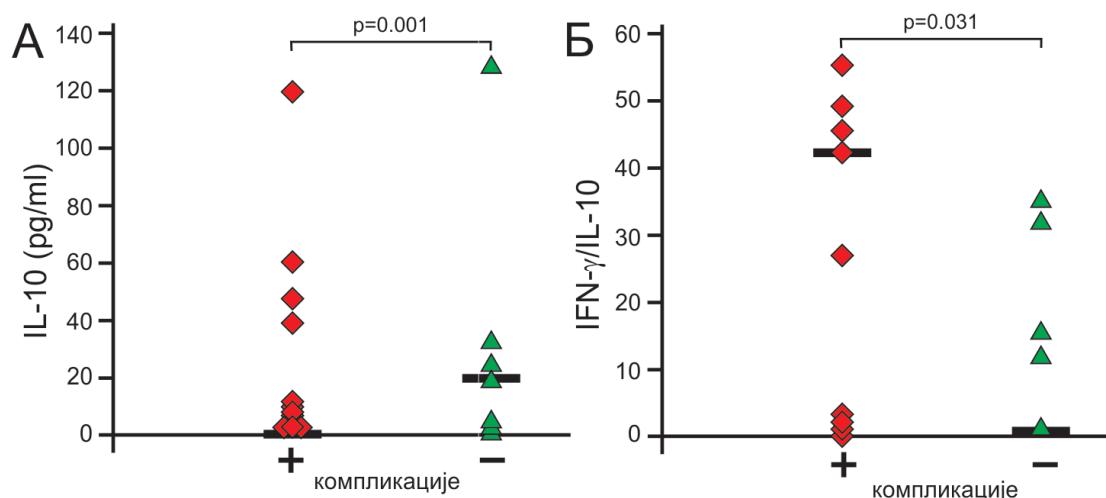 А
p=0.001
IL-10 (pg/ml)
140
120
100
80
60
40
20
0
+
−
компликације
Б
p=0.031
IFN-γ/IL-10
60
50
40
30
20
10
0
+
−
компликације